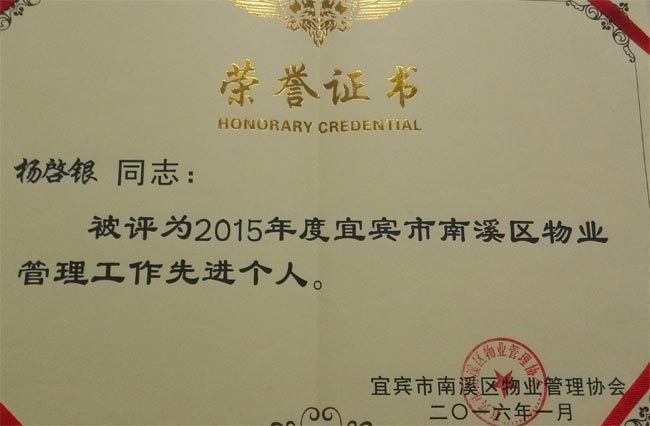 荣誉证书
HONORARY CREDENTIAL
杨啓银 同志：
被评为2015年度宜宾市南溪区物业
管理工作先进个人。
宜宾市南溪区物业管理协会
二〇一六年一月